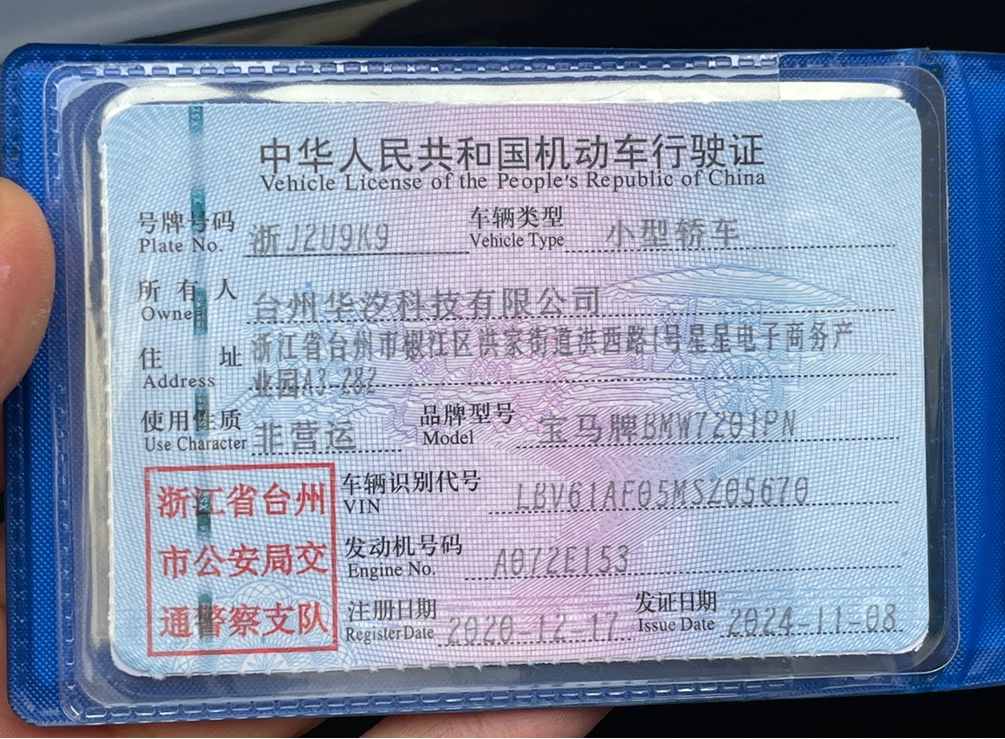 中华人民共和国机动车行驶证
Vehicle License of the People's Republic of China
号牌号码 浙J2U9K9 车辆类型 小型轿车
Plate No. Vehicle Type
所有人 台州华汐科技有限公司
Owner
住址 浙江省台州市椒江区洪家街道洪西路1号星星电子商务产
Address 业园A3-282
使用性质 非营运 品牌型号 宝马牌BMW7201PN
Use Character Model
浙江省台州 车辆识别代号 LBV61AF05MSZ05670
VIN
市公安局交 发动机号码 A072E153
Engine No.
通警察支队 注册日期 2020-12-17 发证日期 2024-11-08
Register Date Issue Date